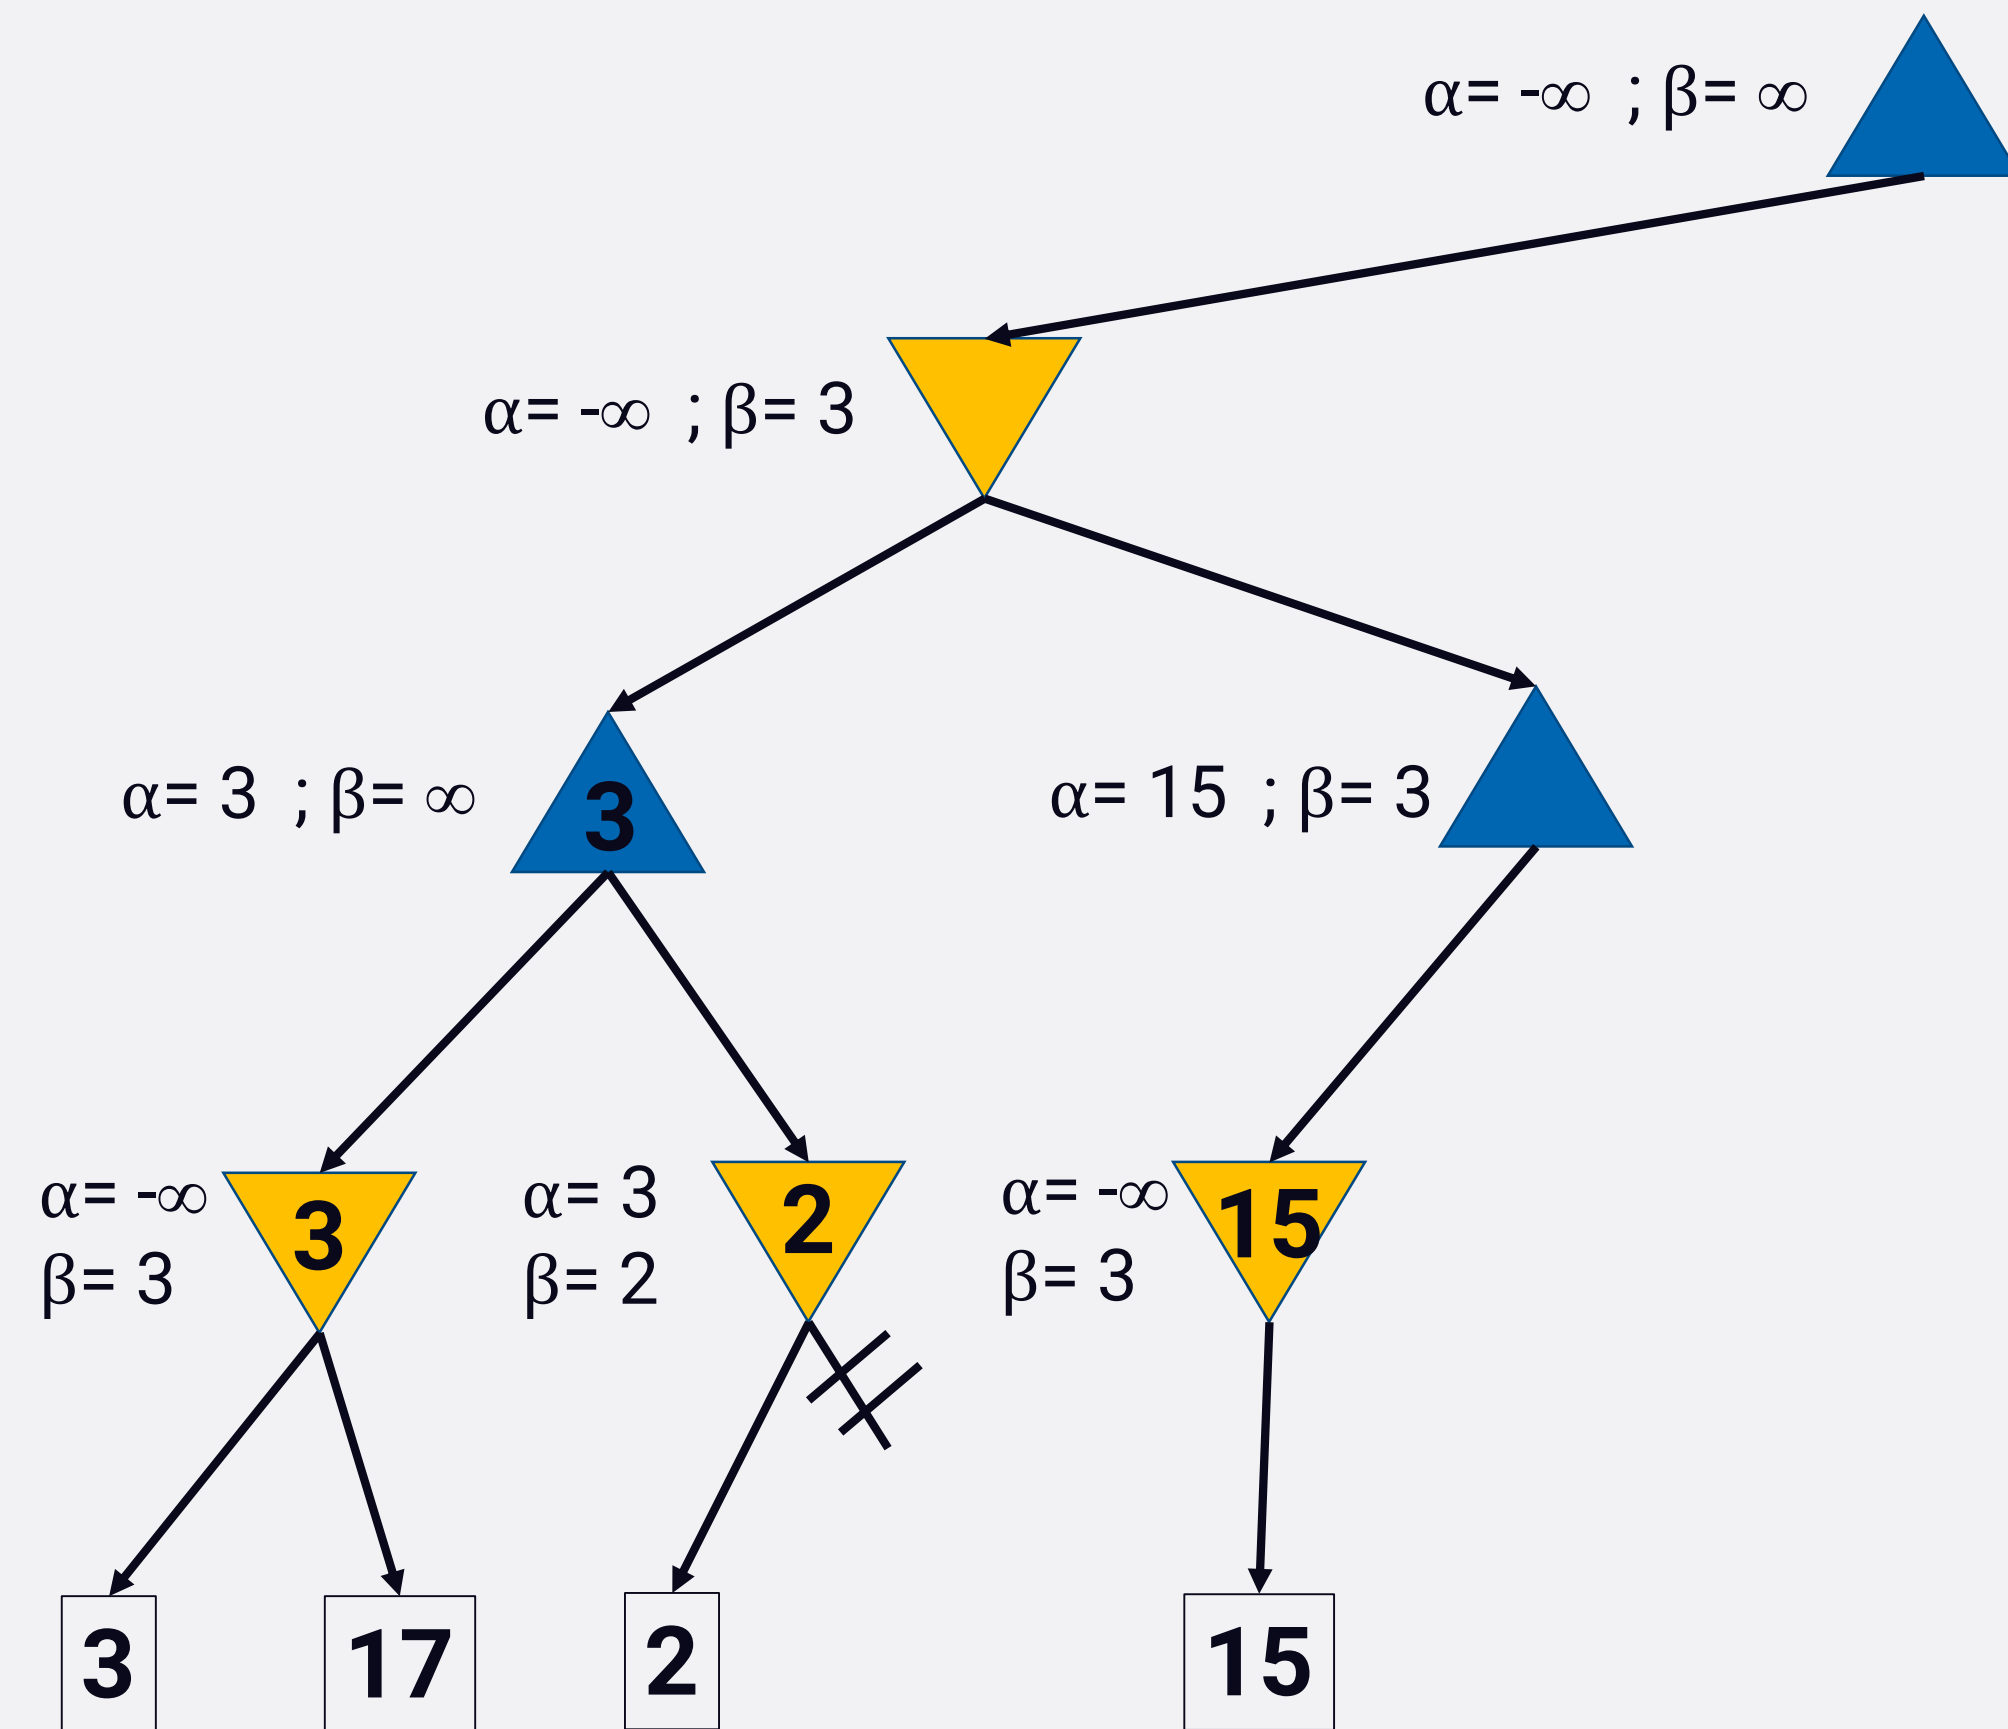 α= -∞ ; β= ∞
α= -∞ ; β= 3
α= 3 ; β= ∞
3
α= 15 ; β= 3
α= -∞
β= 3
3
α= 3
β= 2
2
α= -∞
β= 3
15
3
17
2
15